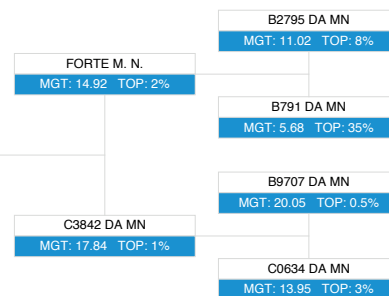 B2795 DA MN
MGT: 11.02 TOP: 8%
FORTE M. N.
MGT: 14.92 TOP: 2%
B791 DA MN
MGT: 5.68 TOP: 35%
B9707 DA MN
MGT: 20.05 TOP: 0.5%
C3842 DA MN
MGT: 17.84 TOP: 1%
C0634 DA MN
MGT: 13.95 TOP: 3%